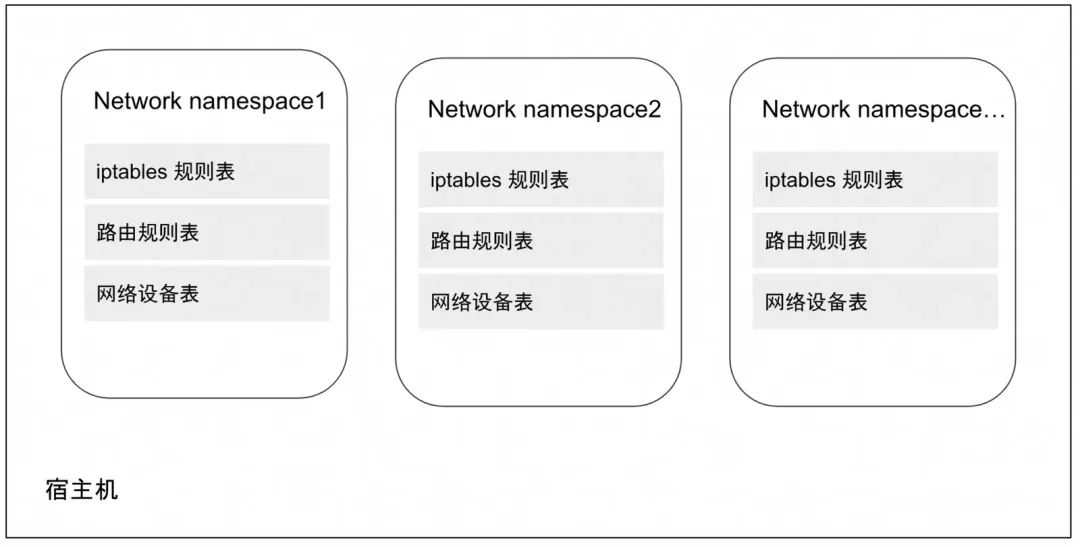 Network namespace1
iptables 规则表
路由规则表
网络设备表
Network namespace2
iptables 规则表
路由规则表
网络设备表
Network namespace…
iptables 规则表
路由规则表
网络设备表
宿主机